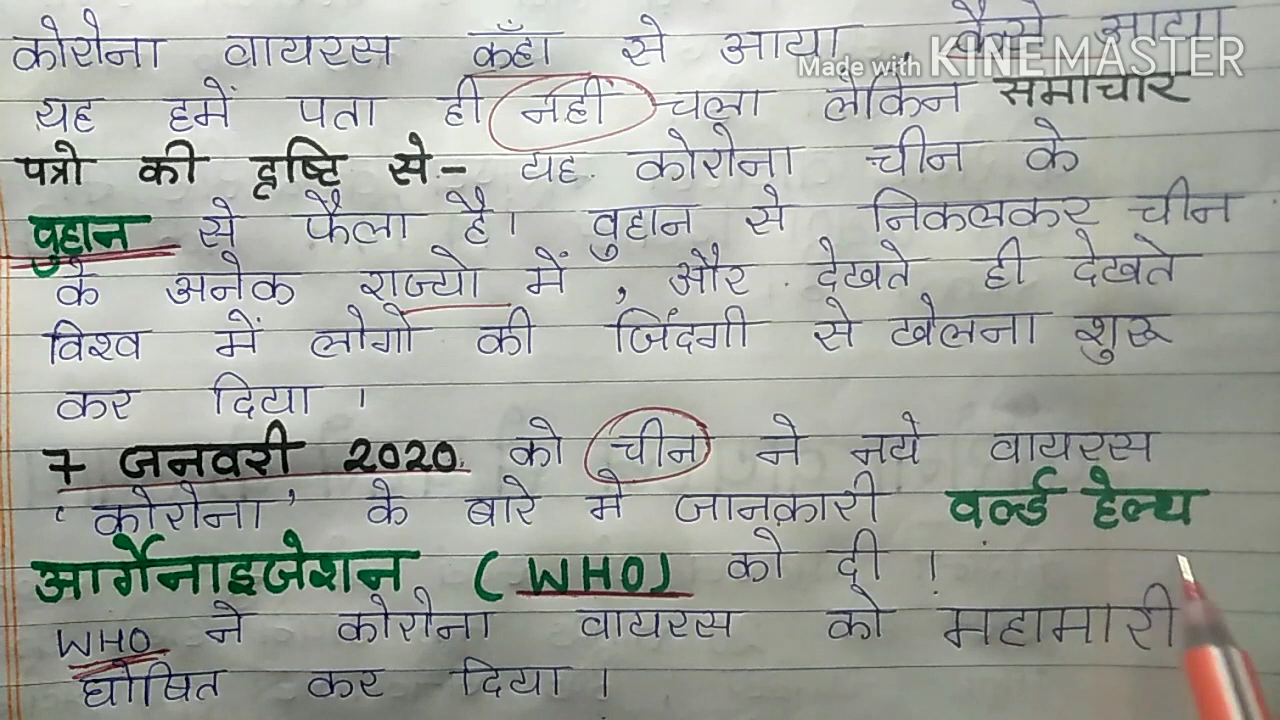 कोरोना वायरस कहाँ से आया, कैसे आया
Made with KINEMASTER
यह हमें पता ही नहीं चला लेकिन समाचार
पत्रो की दृष्टि से:- यह कोरोना चीन के
वुहान से फैला है। वुहान से निकलकर चीन
के अनेक राज्यो में, और देखते ही देखते
विश्व में लोगो की जिंदगी से खेलना शुरू
कर दिया ।
7 जनवरी 2020 को चीन ने नये वायरस
'कोरोना' के बारे मे जानकारी वर्ल्ड हेल्थ
आर्गेनाइजेशन (WHO) को दी ।
WHO ने कोरोना वायरस को महामारी
घोषित कर दिया ।